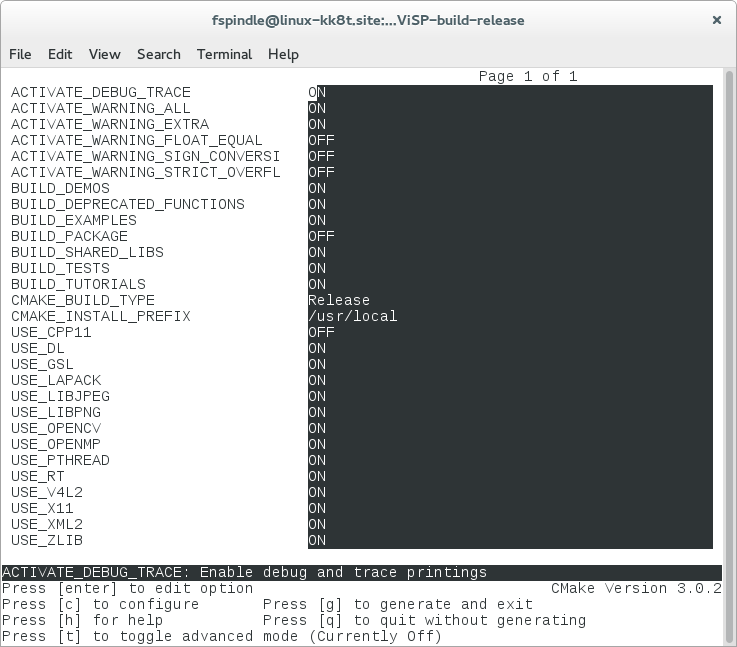 fspindle@linux-kk8t.site:...ViSP-build-release ×
File Edit View Search Terminal Help
Page 1 of 1
ACTIVATE_DEBUG_TRACE ON
ACTIVATE_WARNING_ALL ON
ACTIVATE_WARNING_EXTRA ON
ACTIVATE_WARNING_FLOAT_EQUAL OFF
ACTIVATE_WARNING_SIGN_CONVERSI OFF
ACTIVATE_WARNING_STRICT_OVERFL OFF
BUILD_DEMOS ON
BUILD_DEPRECATED_FUNCTIONS ON
BUILD_EXAMPLES ON
BUILD_PACKAGE OFF
BUILD_SHARED_LIBS ON
BUILD_TESTS ON
BUILD_TUTORIALS ON
CMAKE_BUILD_TYPE Release
CMAKE_INSTALL_PREFIX /usr/local
USE_CPP11 OFF
USE_DL ON
USE_GSL ON
USE_LAPACK ON
USE_LIBJPEG ON
USE_LIBPNG ON
USE_OPENCV ON
USE_OPENMP ON
USE_PTHREAD ON
USE_RT ON
USE_V4L2 ON
USE_X11 ON
USE_XML2 ON
USE_ZLIB ON
ACTIVATE_DEBUG_TRACE: Enable debug and trace printings
Press [enter] to edit option CMake Version 3.0.2
Press [c] to configure Press [g] to generate and exit
Press [h] for help Press [q] to quit without generating
Press [t] to toggle advanced mode (Currently Off)